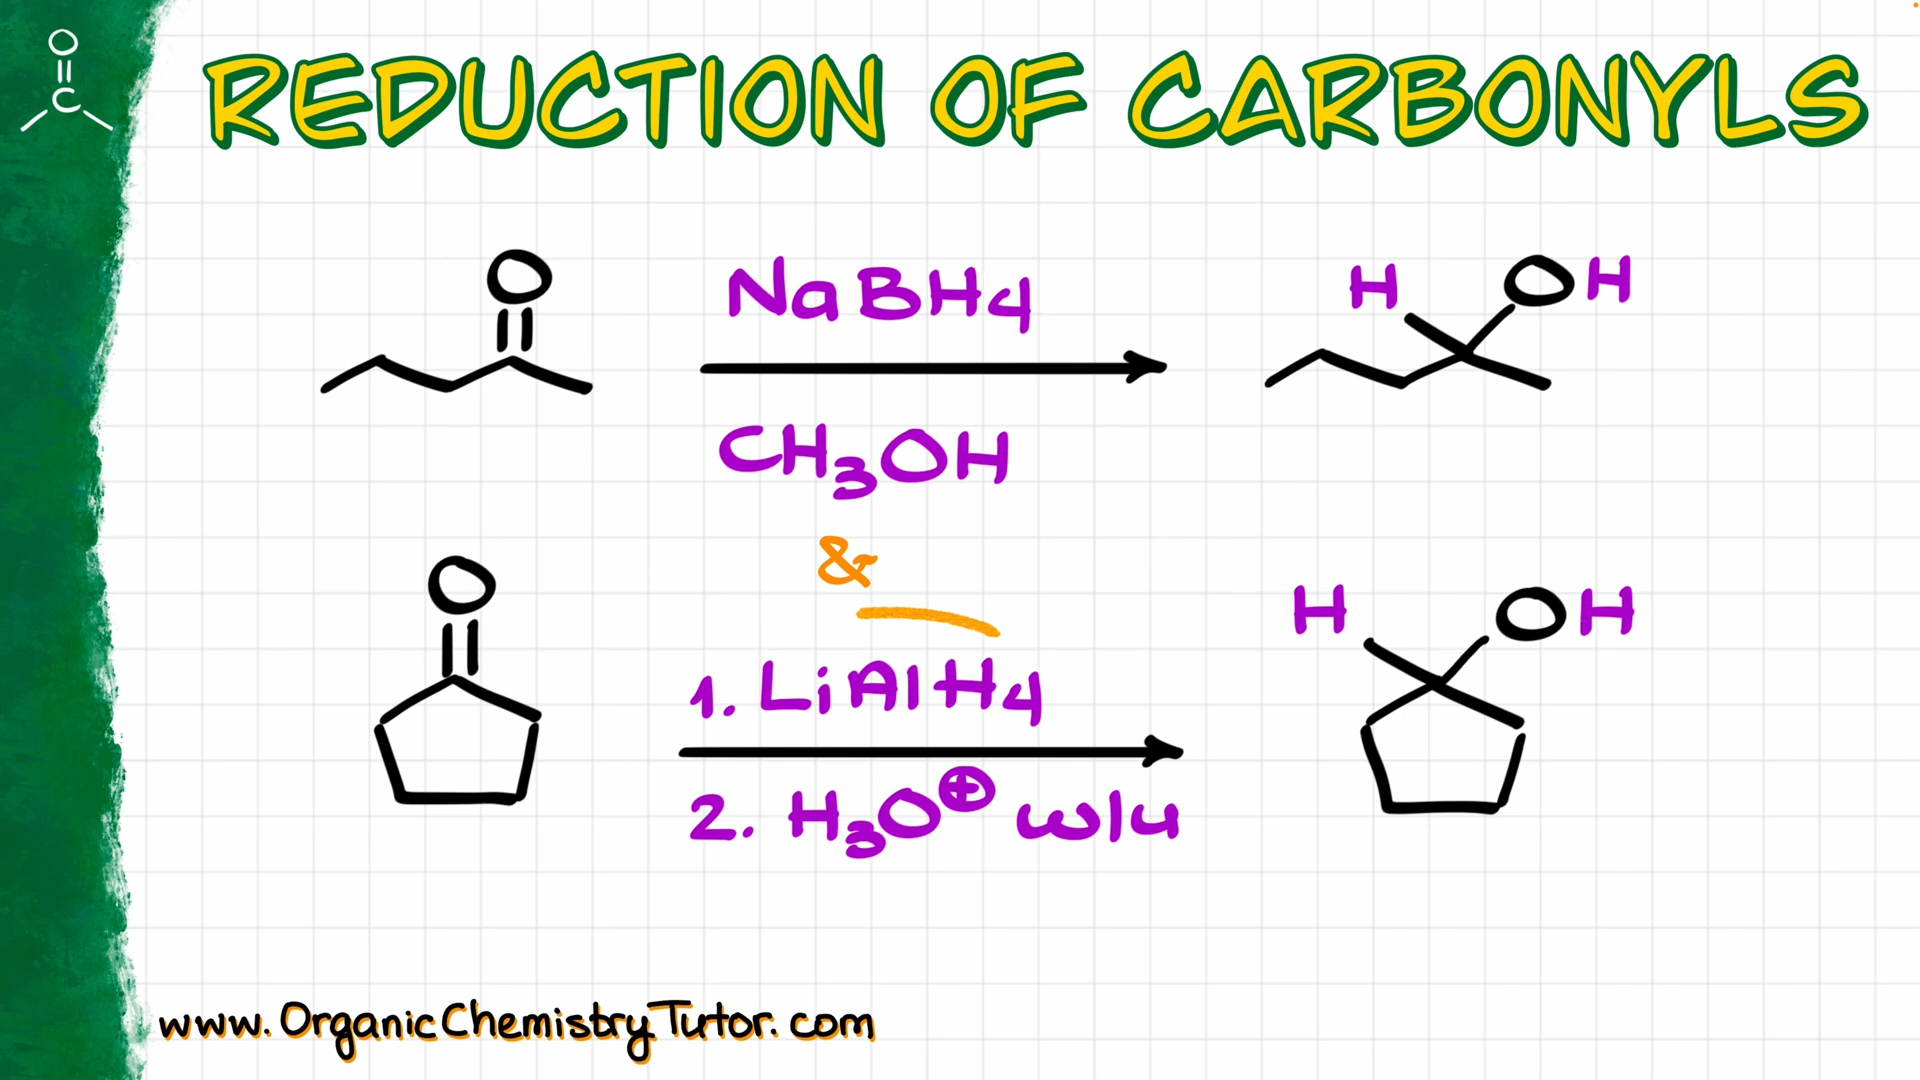 O
C
REDUCTION OF CARBONYLS
O
NaBH4
CH₃OH
H OH
&
O
1. LiAlH4
2. H₃O⊕ w/u
H OH
www.OrganicChemistryTutor.com